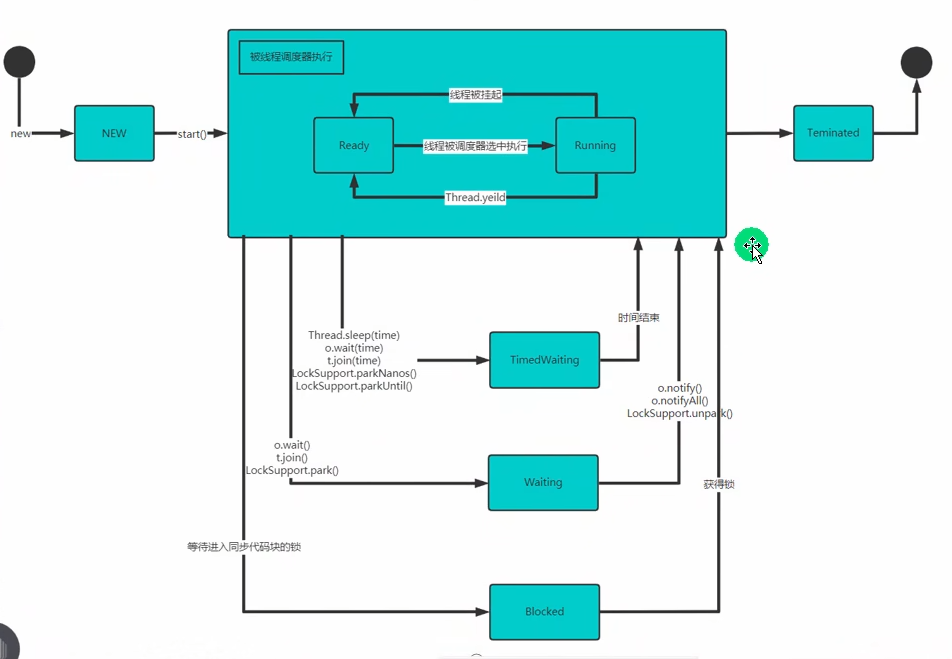 被线程调度器执行
线程被挂起
new
NEW
start()
Ready
线程被调度器选中执行
Running
Teminated
Thread.yeild
时间结束
Thread.sleep(time)
o.wait(time)
t.join(time)
LockSupport.parkNanos()
LockSupport.parkUntil()
TimedWaiting
o.notify()
o.notifyAll()
LockSupport.unpark()
o.wait()
t.join()
LockSupport.park()
Waiting
获得锁
等待进入同步代码块的锁
Blocked